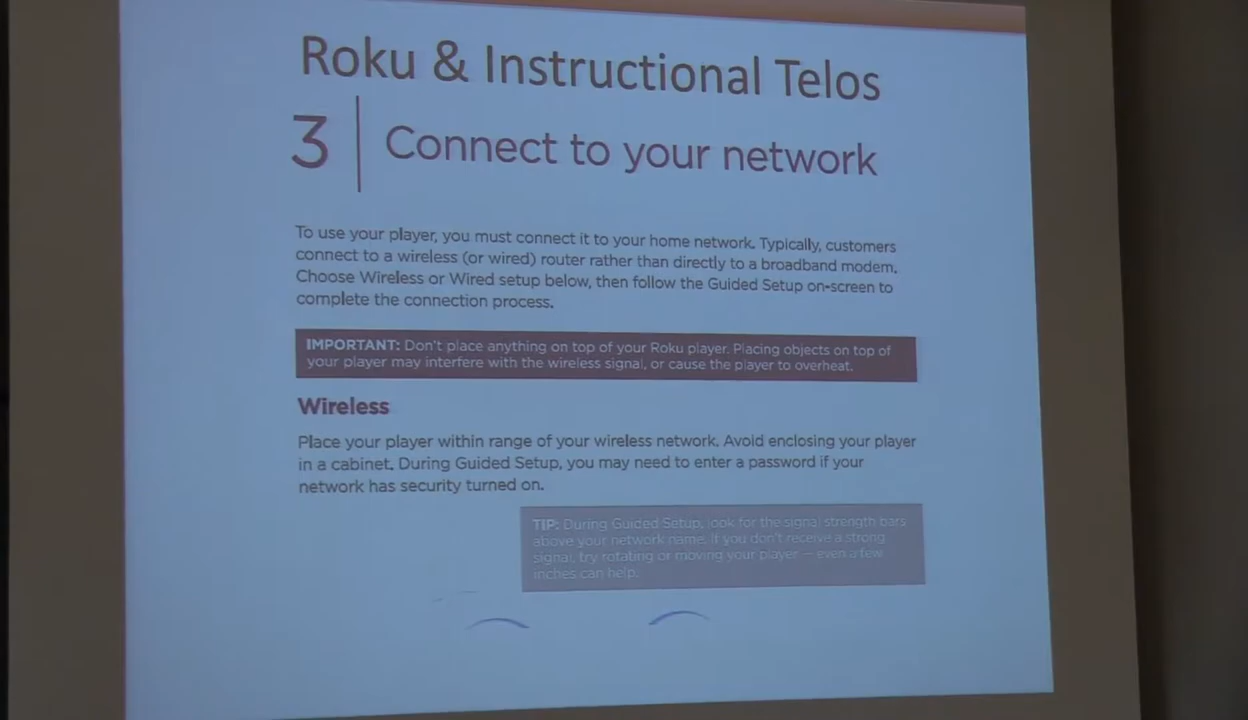 Roku & Instructional Telos
3 Connect to your network
To use your player, you must connect it to your home network. Typically, customers
connect to a wireless (or wired) router rather than directly to a broadband modem.
Choose Wireless or Wired setup below, then follow the Guided Setup on-screen to
complete the connection process.
IMPORTANT: Don't place anything on top of your Roku player. Placing objects on top of
your player may interfere with the wireless signal, or cause the player to overheat.
Wireless
Place your player within range of your wireless network. Avoid enclosing your player
in a cabinet. During Guided Setup, you may need to enter a password if your
network has security turned on.
TIP: During Guided Setup, look for the signal strength bars
above your network name. If you don't receive a strong
signal, try rotating or moving your player — even a few
inches can help.